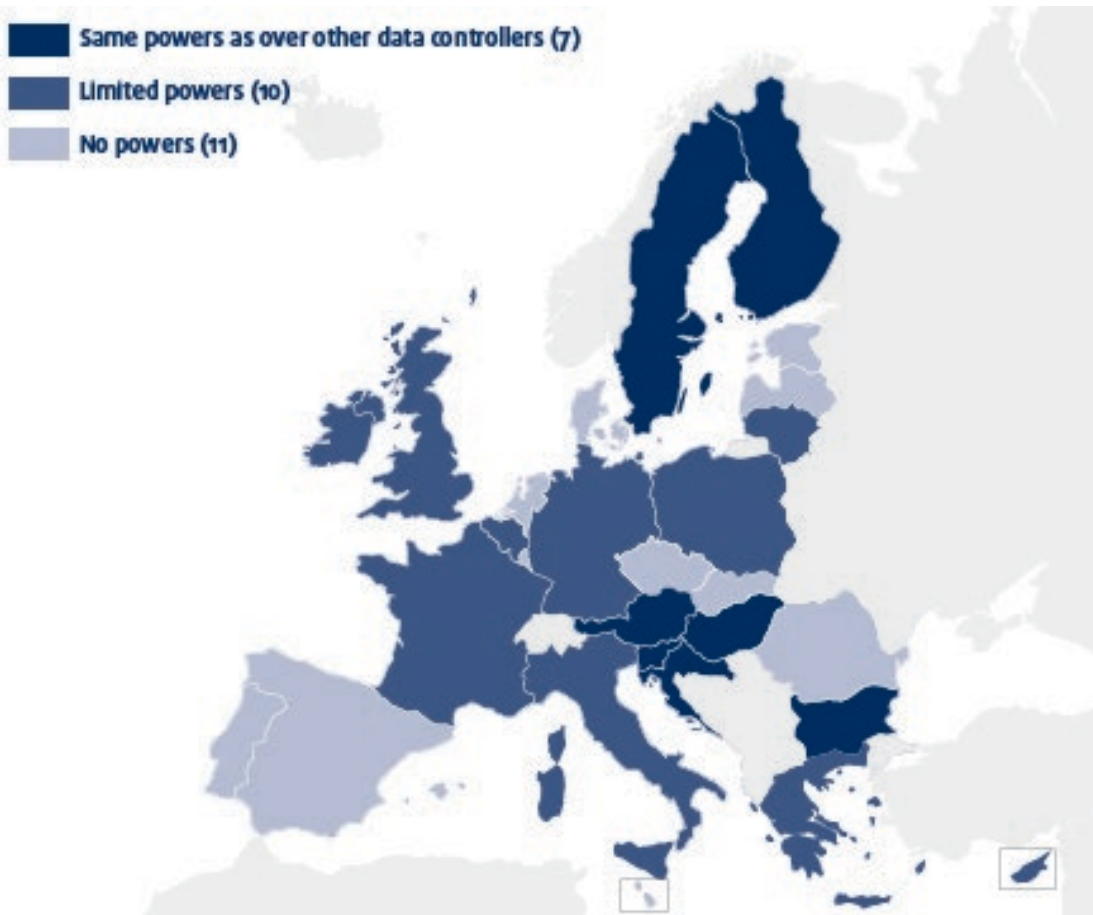 Same powers as over other data controllers (7)
Limited powers (10)
No powers (11)